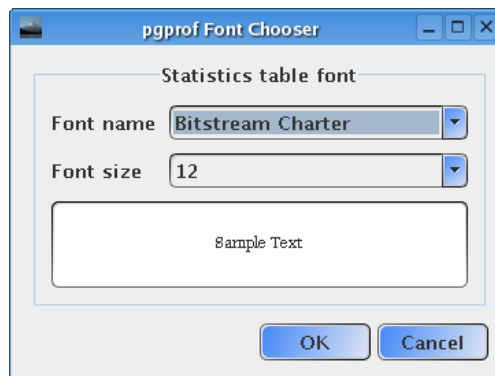 pgprof Font Chooser
Statistics table font
Font name Bitstream Charter
Font size 12
Sample Text
OK Cancel